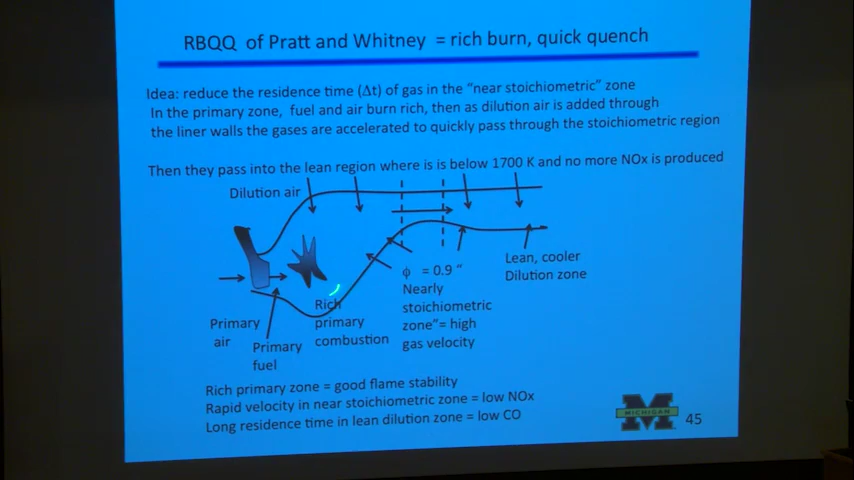 RBQQ of Pratt and Whitney = rich burn, quick quench
Idea: reduce the residence time (Δt) of gas in the "near stoichiometric" zone
In the primary zone, fuel and air burn rich, then as dilution air is added through
the liner walls the gases are accelerated to quickly pass through the stoichiometric region
Then they pass into the lean region where is is below 1700 K and no more NOx is produced
Dilution air
Primary
air
Primary
fuel
Rich
primary
combustion
ϕ = 0.9 "
Nearly
stoichiometric
zone"= high
gas velocity
Lean, cooler
Dilution zone
Rich primary zone = good flame stability
Rapid velocity in near stoichiometric zone = low NOx
Long residence time in lean dilution zone = low CO
M
MICHIGAN
45